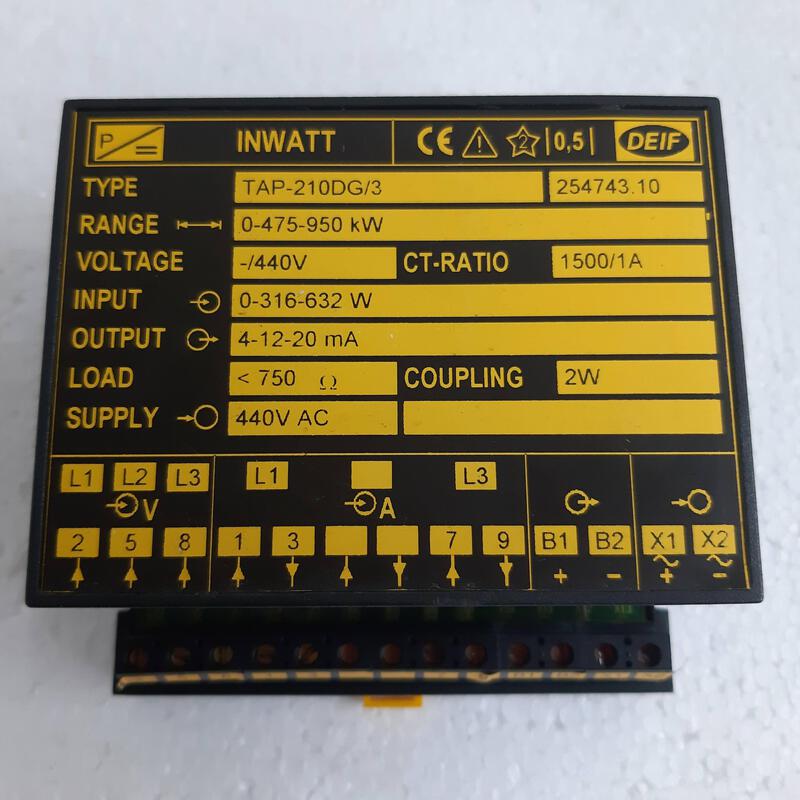 P = INWATT CE 2 0,5 DEIF
TYPE TAP-210DG/3 254743.10
RANGE 0-475-950 kW
VOLTAGE -/440V CT-RATIO 1500/1A
INPUT 0-316-632 W
OUTPUT 4-12-20 mA
LOAD < 750 Ω COUPLING 2W
SUPPLY 440V AC
L1 L2 L3 L1 L3
V A
2 5 8 1 3 7 9 B1 B2 X1 X2
+ - + -